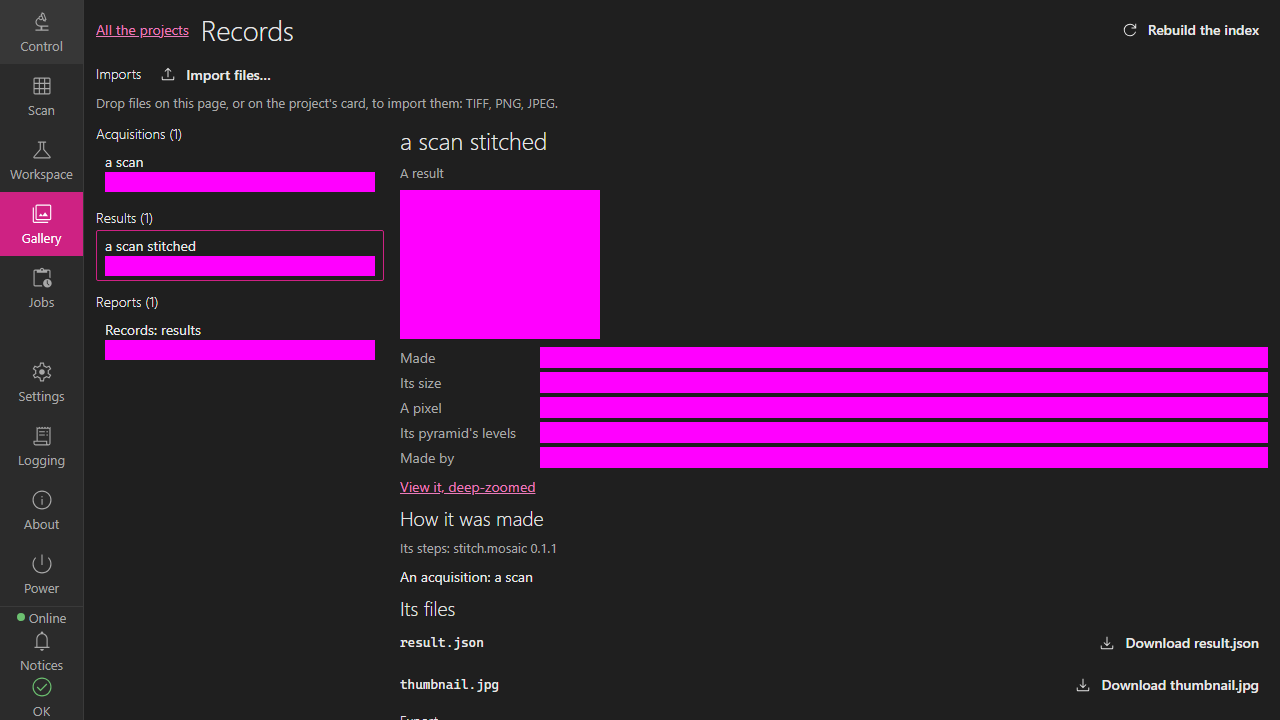 Control
Scan
Workspace
Gallery
Jobs
Settings
Logging
About
Power
Online
Notices
OK
All the projects
Records
Rebuild the index
Imports
Import files...
Drop files on this page, or on the project's card, to import them: TIFF, PNG, JPEG.
Acquisitions (1)
a scan
Results (1)
a scan stitched
Reports (1)
Records: results
a scan stitched
A result
Made
Its size
A pixel
Its pyramid's levels
Made by
View it, deep-zoomed
How it was made
Its steps: stitch.mosaic 0.1.1
An acquisition: a scan
Its files
result.json
Download result.json
thumbnail.jpg
Download thumbnail.jpg